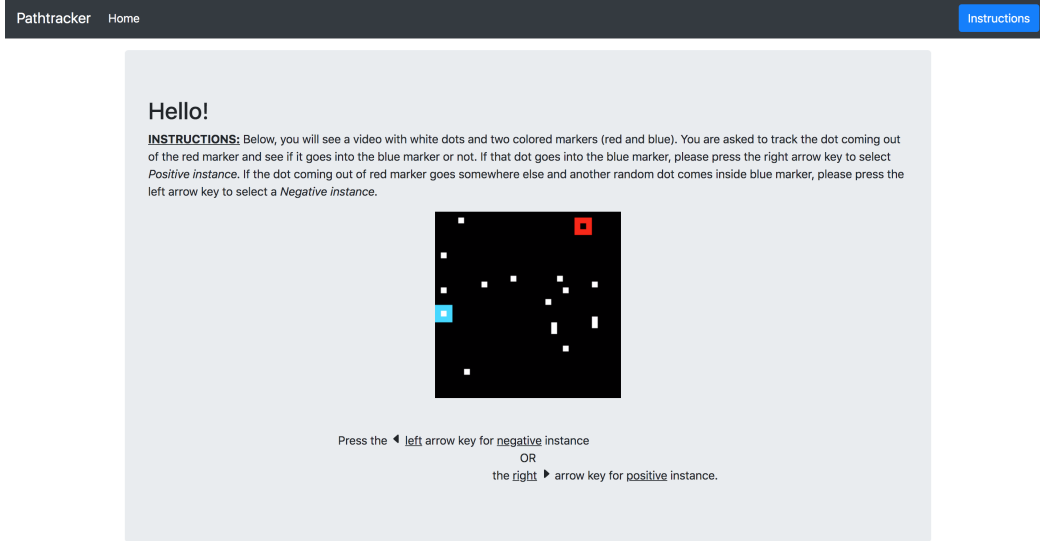 Pathtracker Home Instructions
Hello!
INSTRUCTIONS: Below, you will see a video with white dots and two colored markers (red and blue). You are asked to track the dot coming out
of the red marker and see if it goes into the blue marker or not. If that dot goes into the blue marker, please press the right arrow key to select
Positive instance. If the dot coming out of red marker goes somewhere else and another random dot comes inside blue marker, please press the
left arrow key to select a Negative instance.
Press the left arrow key for negative instance
OR
the right arrow key for positive instance.